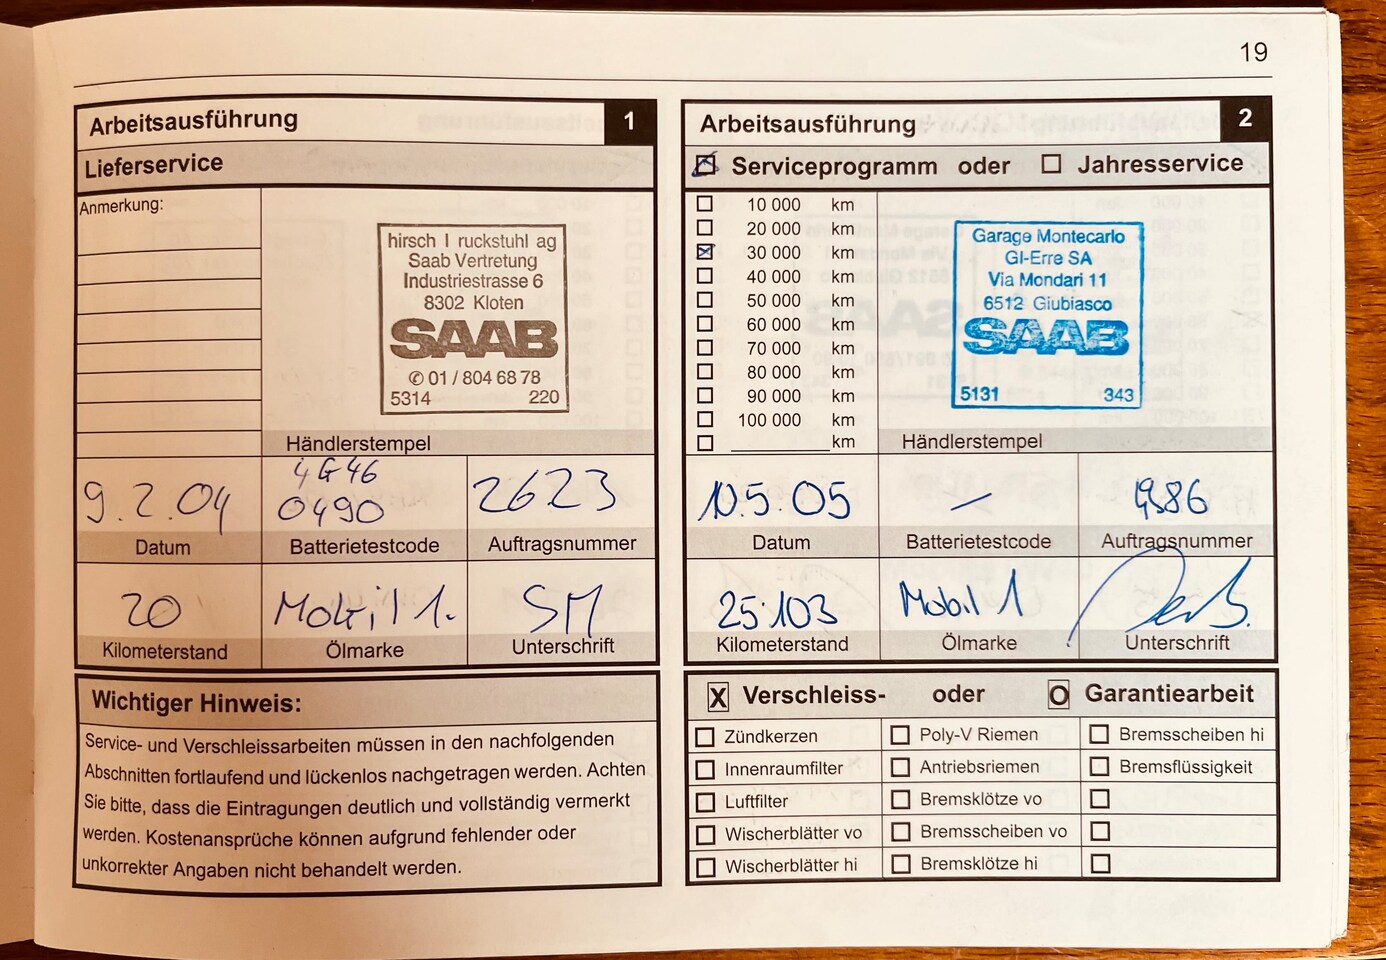 19
Arbeitsausführung 1
Lieferservice
Anmerkung:
hirsch I ruckstuhl ag
Saab Vertretung
Industriestrasse 6
8302 Kloten
SAAB
✆ 01 / 804 68 78
5314 220
Händlerstempel
9.2.04 4G46 2623
0490
Datum Batterietestcode Auftragsnummer
20 Mobil 1. SM
Kilometerstand Ölmarke Unterschrift
Wichtiger Hinweis:
Service- und Verschleissarbeiten müssen in den nachfolgenden
Abschnitten fortlaufend und lückenlos nachgetragen werden. Achten
Sie bitte, dass die Eintragungen deutlich und vollständig vermerkt
werden. Kostenansprüche können aufgrund fehlender oder
unkorrekter Angaben nicht behandelt werden.
Arbeitsausführung 2
Serviceprogramm oder Jahresservice
10 000 km
20 000 km
30 000 km
40 000 km
50 000 km
60 000 km
70 000 km
80 000 km
90 000 km
100 000 km
km
Garage Montecarlo
GI-Erre SA
Via Mondari 11
6512 Giubiasco
SAAB
5131 343
Händlerstempel
10.5.05 –
Datum Batterietestcode Auftragsnummer
25'103 Mobil 1
Kilometerstand Ölmarke Unterschrift
X Verschleiss- oder O Garantiearbeit
Zündkerzen Poly-V Riemen Bremsscheiben hi
Innenraumfilter Antriebsriemen Bremsflüssigkeit
Luftfilter Bremsklötze vo
Wischerblätter vo Bremsscheiben vo
Wischerblätter hi Bremsklötze hi